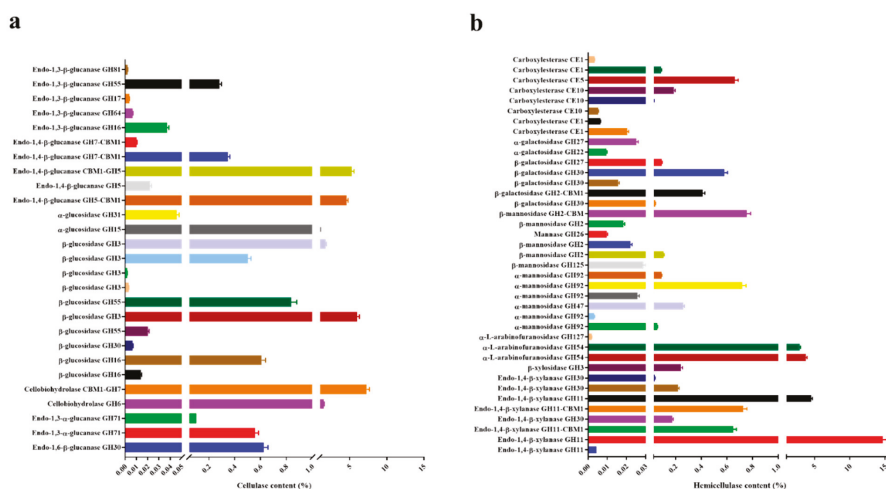 a
Endo-1,3-β-glucanase GH81
Endo-1,3-β-glucanase GH55
Endo-1,3-β-glucanase GH17
Endo-1,3-β-glucanase GH64
Endo-1,3-β-glucanase GH16
Endo-1,4-β-glucanase GH7-CBM1
Endo-1,4-β-glucanase GH7-CBM1
Endo-1,4-β-glucanase CBM1-GH5
Endo-1,4-β-glucanase GH5
Endo-1,4-β-glucanase GH5-CBM1
α-glucosidase GH31
α-glucosidase GH15
β-glucosidase GH3
β-glucosidase GH3
β-glucosidase GH3
β-glucosidase GH3
β-glucosidase GH55
β-glucosidase GH3
β-glucosidase GH55
β-glucosidase GH30
β-glucosidase GH16
β-glucosidase GH16
Cellobiohydrolase CBM1-GH7
Cellobiohydrolase GH6
Endo-1,3-α-glucanase GH71
Endo-1,3-α-glucanase GH71
Endo-1,6-β-glucanase GH30
0.00 0.01 0.02 0.03 0.04 0.05 0.2 0.4 0.6 0.8 1.0 5 10 15
Cellulase content (%)
b
Carboxylesterase CE1
Carboxylesterase CE1
Carboxylesterase CE5
Carboxylesterase CE10
Carboxylesterase CE10
Carboxylesterase CE10
Carboxylesterase CE1
Carboxylesterase CE1
α-galactosidase GH27
α-galactosidase GH22
β-galactosidase GH27
β-galactosidase GH30
β-galactosidase GH30
β-galactosidase GH2-CBM1
β-galactosidase GH30
β-mannosidase GH2-CBM
β-mannosidase GH2
Mannase GH26
β-mannosidase GH2
β-mannosidase GH2
β-mannosidase GH125
α-mannosidase GH92
α-mannosidase GH92
α-mannosidase GH92
α-mannosidase GH47
α-mannosidase GH92
α-mannosidase GH92
α-L-arabinofuranosidase GH127
α-L-arabinofuranosidase GH54
α-L-arabinofuranosidase GH54
β-xylosidase GH3
Endo-1,4-β-xylanase GH30
Endo-1,4-β-xylanase GH30
Endo-1,4-β-xylanase GH11
Endo-1,4-β-xylanase GH11-CBM1
Endo-1,4-β-xylanase GH30
Endo-1,4-β-xylanase GH11-CBM1
Endo-1,4-β-xylanase GH11
Endo-1,4-β-xylanase GH11
0.00 0.01 0.02 0.03 0.2 0.4 0.6 0.8 1.0 5 10 15
Hemicellulase content (%)